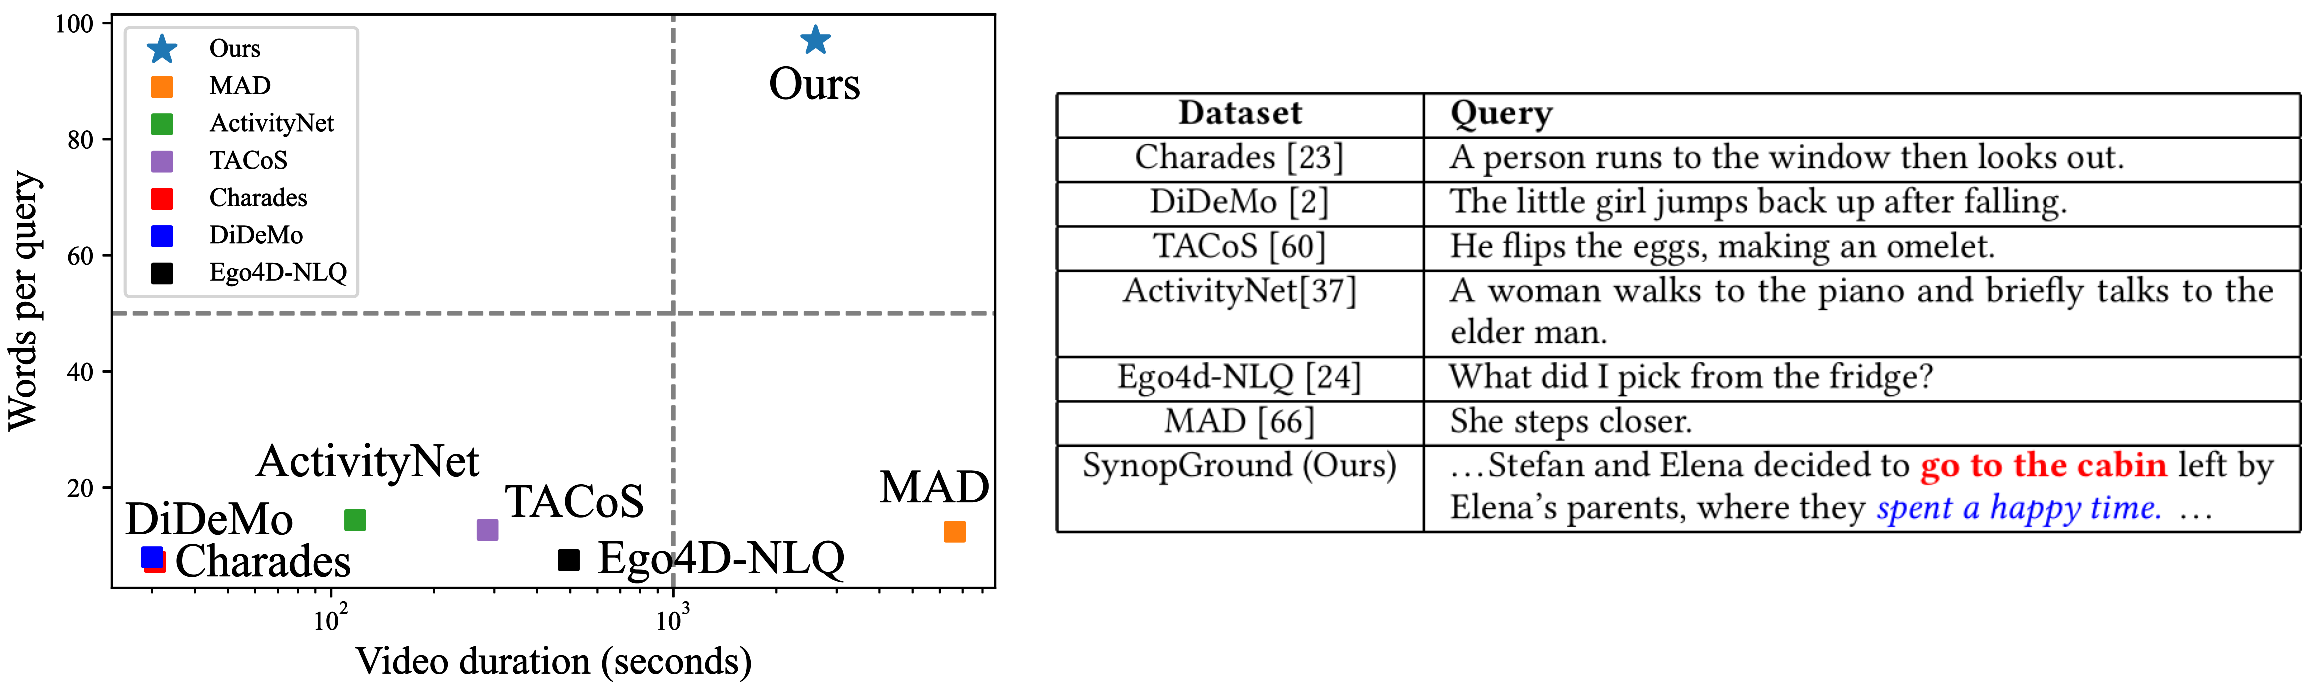 100
80
60
40
20
Words per query
Ours
MAD
ActivityNet
TACoS
Charades
DiDeMo
Ego4D-NLQ
Ours
ActivityNet
TACoS
MAD
DiDeMo
Charades
Ego4D-NLQ
10²
10³
Video duration (seconds)
Dataset Query
Charades [23] A person runs to the window then looks out.
DiDeMo [2] The little girl jumps back up after falling.
TACoS [60] He flips the eggs, making an omelet.
ActivityNet[37] A woman walks to the piano and briefly talks to the
elder man.
Ego4d-NLQ [24] What did I pick from the fridge?
MAD [66] She steps closer.
SynopGround (Ours) ...Stefan and Elena decided to go to the cabin left by
Elena's parents, where they spent a happy time. ...